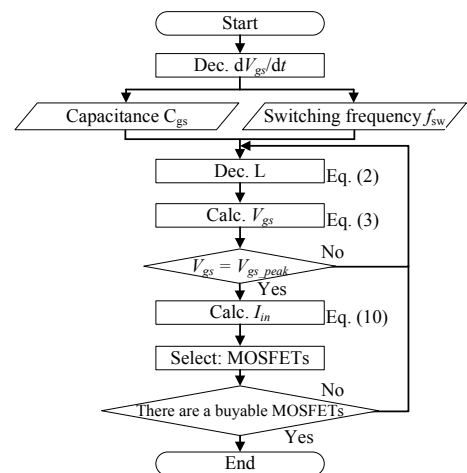 Start
Dec. dVgs/dt
Capacitance Cgs
Switching frequency fsw
Dec. L
Eq. (2)
Calc. Vgs
Eq. (3)
Vgs = Vgs_peak
No
Yes
Calc. Iin
Eq. (10)
Select: MOSFETs
No
There are a buyable MOSFETs
Yes
End